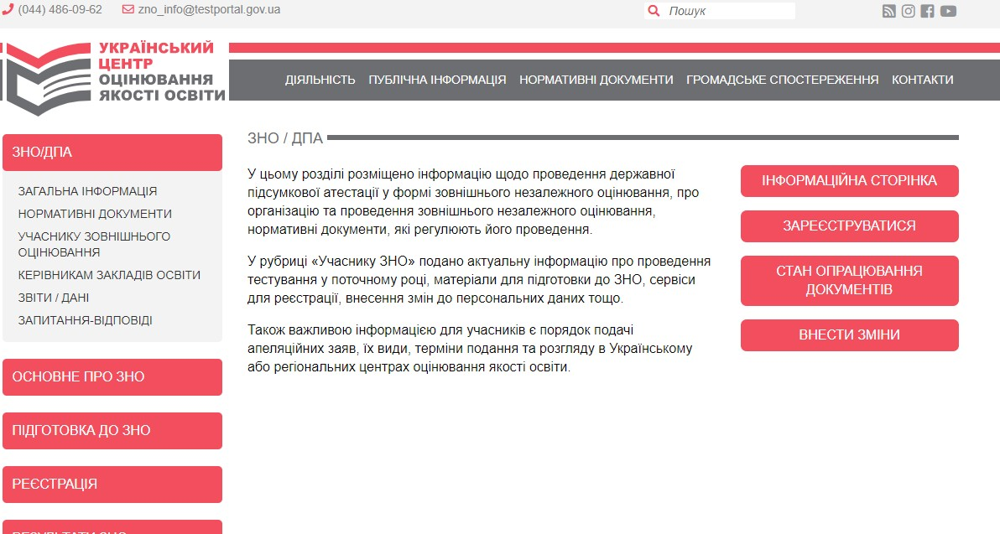 (044) 486-09-62
zno_info@testportal.gov.ua
Пошук
УКРАЇНСЬКИЙ
ЦЕНТР
ОЦІНЮВАННЯ
ЯКОСТІ ОСВІТИ
ДІЯЛЬНІСТЬ
ПУБЛІЧНА ІНФОРМАЦІЯ
НОРМАТИВНІ ДОКУМЕНТИ
ГРОМАДСЬКЕ СПОСТЕРЕЖЕННЯ
КОНТАКТИ
ЗНО/ДПА
ЗАГАЛЬНА ІНФОРМАЦІЯ
НОРМАТИВНІ ДОКУМЕНТИ
УЧАСНИКУ ЗОВНІШНЬОГО
ОЦІНЮВАННЯ
КЕРІВНИКАМ ЗАКЛАДІВ ОСВІТИ
ЗВІТИ / ДАНІ
ЗАПИТАННЯ-ВІДПОВІДІ
ОСНОВНЕ ПРО ЗНО
ПІДГОТОВКА ДО ЗНО
РЕЄСТРАЦІЯ
РЕЗУЛЬТАТИ ЗНО
ЗНО / ДПА
У цьому розділі розміщено інформацію щодо проведення державної
підсумкової атестації у формі зовнішнього незалежного оцінювання, про
організацію та проведення зовнішнього незалежного оцінювання,
нормативні документи, які регулюють його проведення.
У рубриці «Учаснику ЗНО» подано актуальну інформацію про проведення
тестування у поточному році, матеріали для підготовки до ЗНО, сервіси
для реєстрації, внесення змін до персональних даних тощо.
Також важливою інформацією для учасників є порядок подачі
апеляційних заяв, їх види, терміни подання та розгляду в Українському
або регіональних центрах оцінювання якості освіти.
ІНФОРМАЦІЙНА СТОРІНКА
ЗАРЕЄСТРУВАТИСЯ
СТАН ОПРАЦЮВАННЯ
ДОКУМЕНТІВ
ВНЕСТИ ЗМІНИ